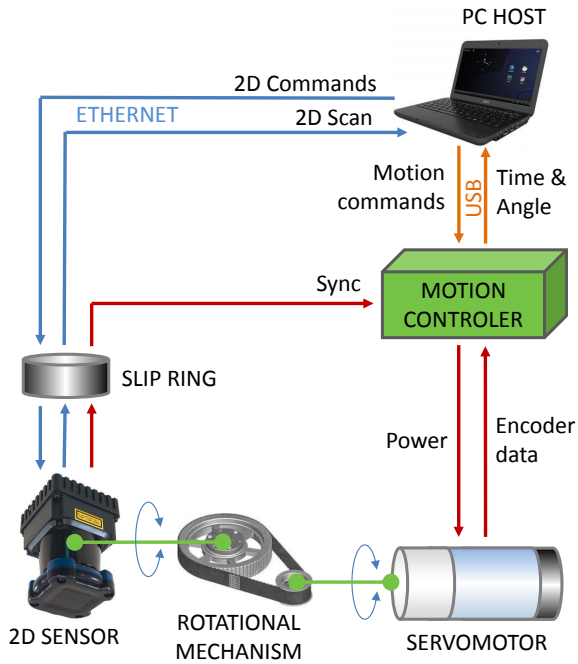 PC HOST
2D Commands
ETHERNET
2D Scan
Motion
commands
USB
Time &
Angle
Sync
MOTION
CONTROLER
SLIP RING
Power
Encoder
data
2D SENSOR
ROTATIONAL
MECHANISM
SERVOMOTOR